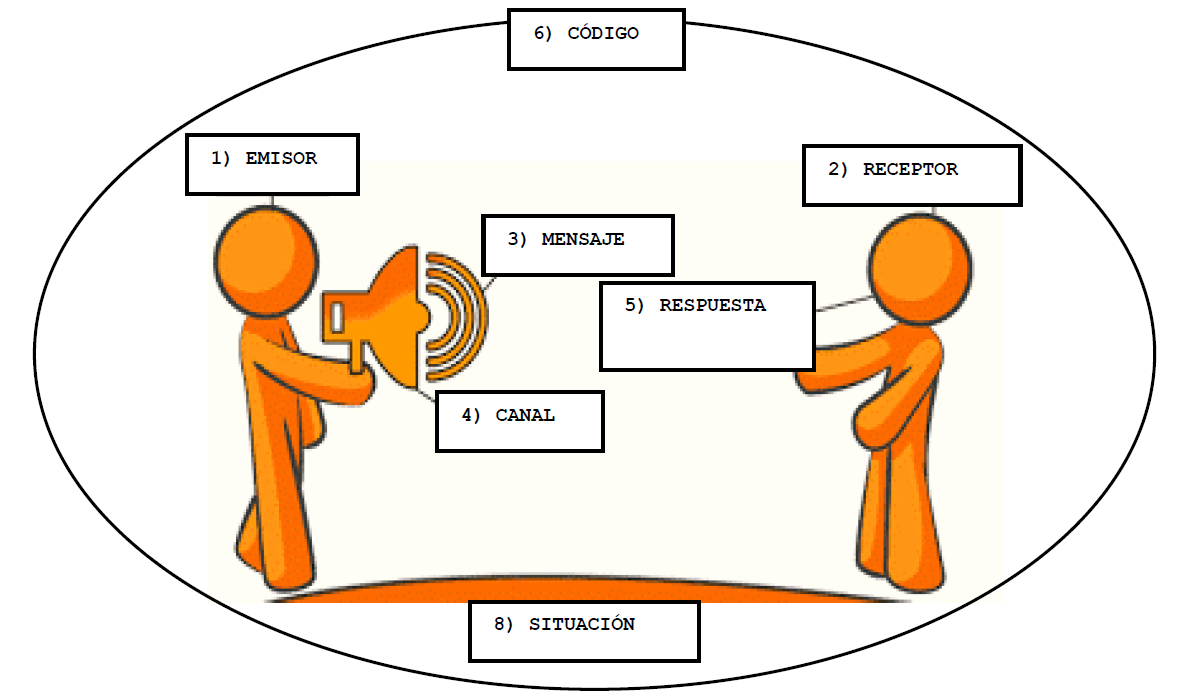 6) CÓDIGO
1) EMISOR
2) RECEPTOR
3) MENSAJE
5) RESPUESTA
4) CANAL
8) SITUACIÓN